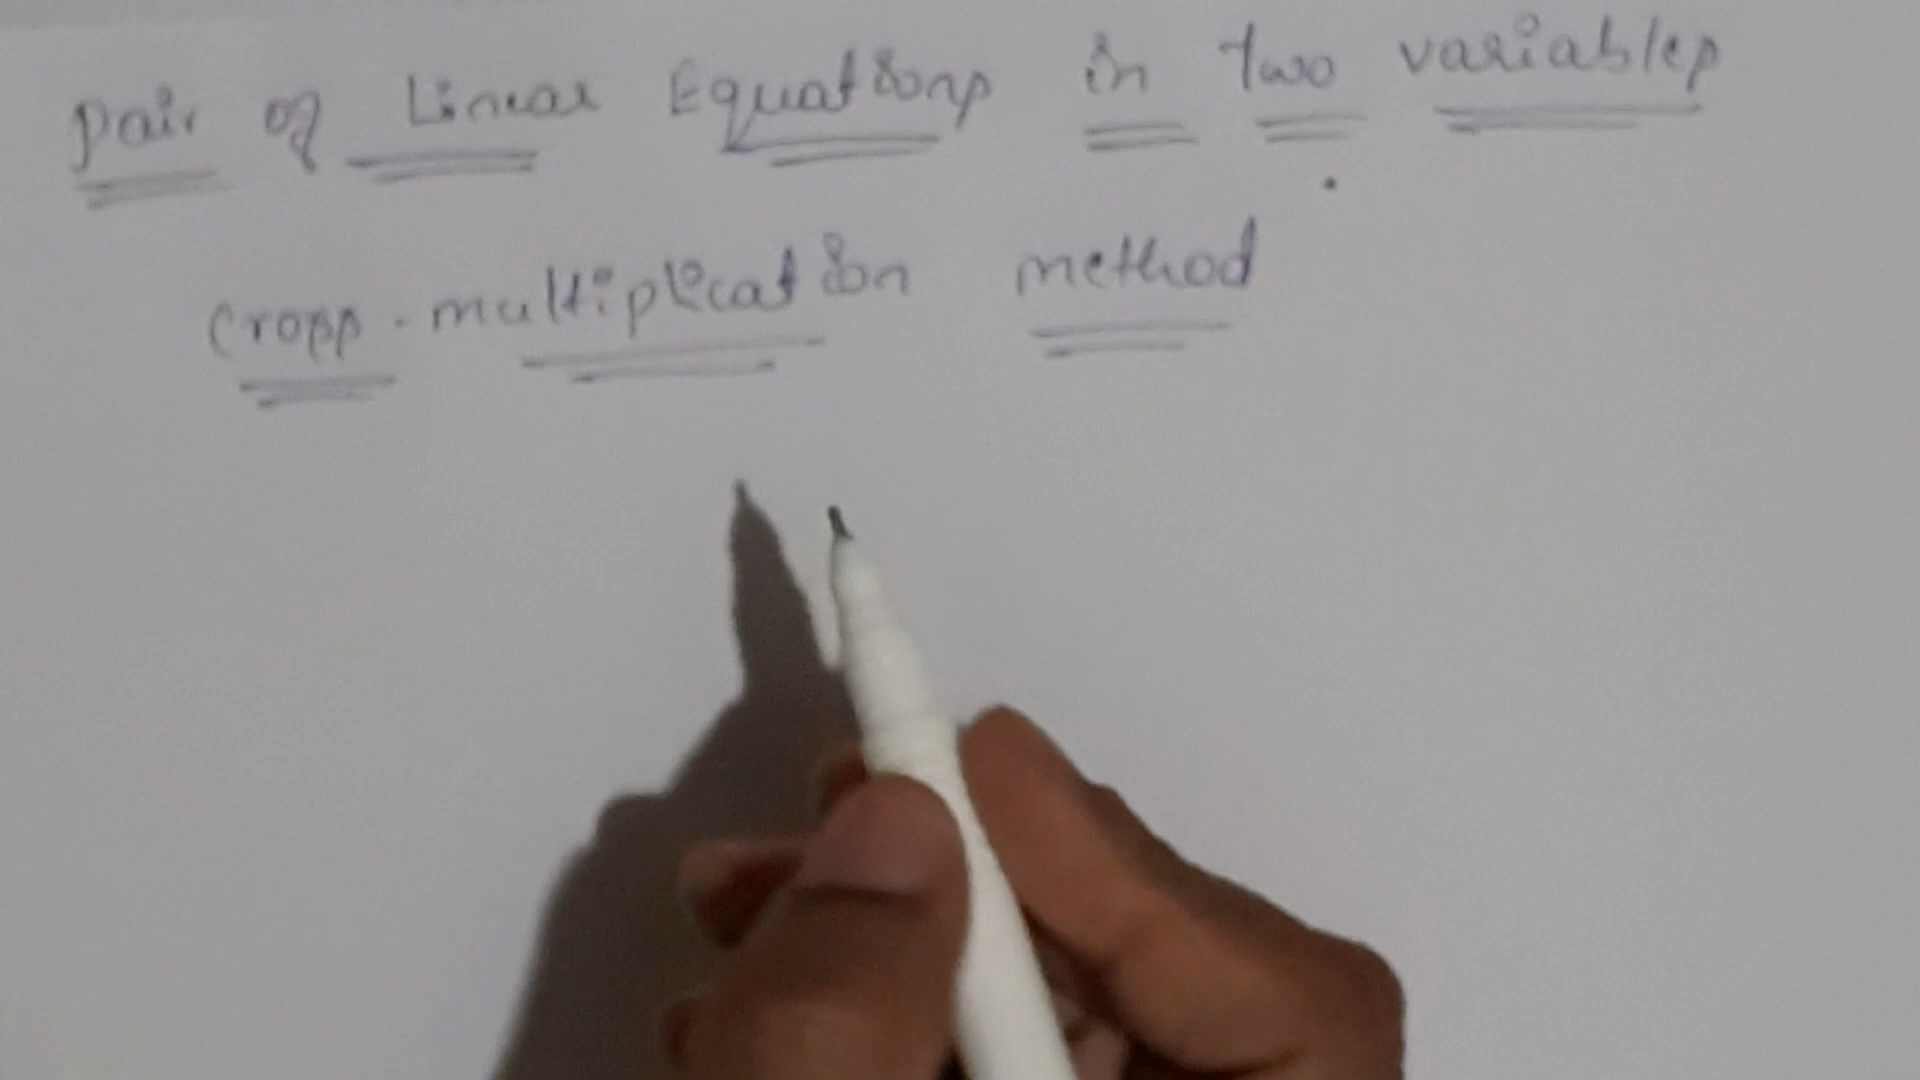 Pair of Linear Equations in two variables
Cross-multiplication method